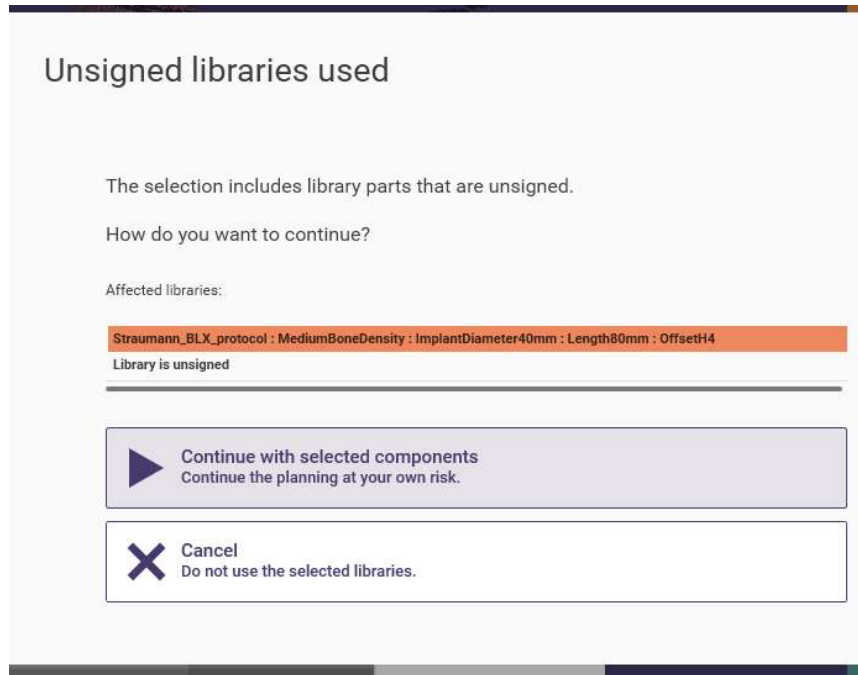 Unsigned libraries used
The selection includes library parts that are unsigned.
How do you want to continue?
Affected libraries:
Straumann_BLX_protocol : MediumBoneDensity : ImplantDiameter40mm : Length80mm : OffsetH4
Library is unsigned
Continue with selected components
Continue the planning at your own risk.
Cancel
Do not use the selected libraries.